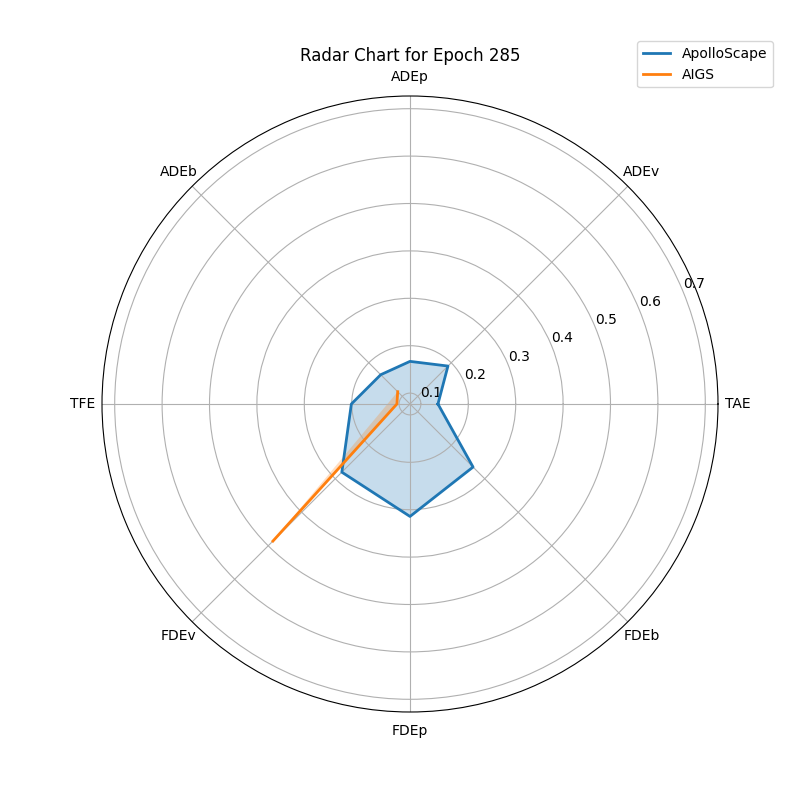 Radar Chart for Epoch 285
ApolloScape
AIGS
ADEp
ADEb
ADEv
0.7
0.6
0.5
0.4
0.3
0.2
0.1
TFE
TAE
FDEv
FDEb
FDEp